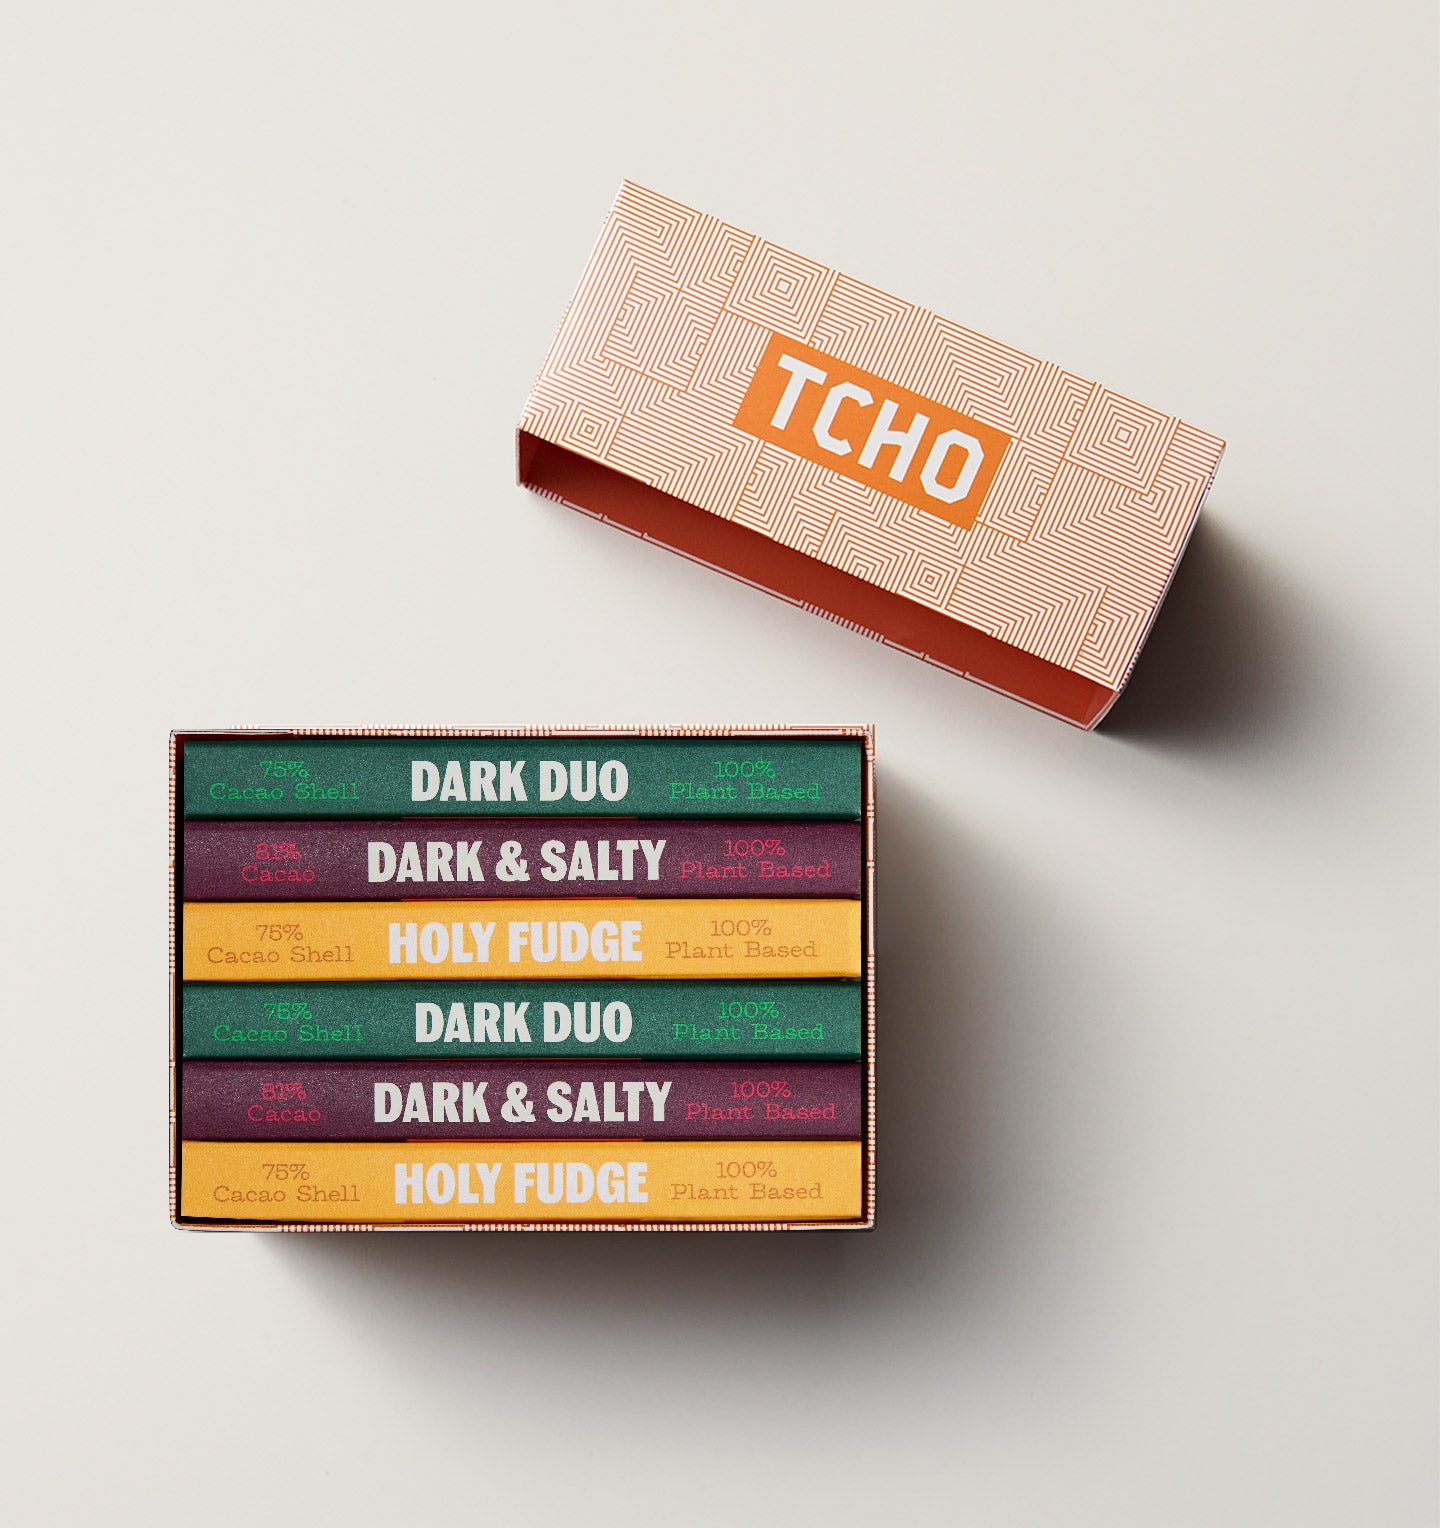 TCHO
75%
Cacao Shell
DARK DUO
100%
Plant Based
81%
Cacao
DARK & SALTY
100%
Plant Based
75%
Cacao Shell
HOLY FUDGE
100%
Plant Based
75%
Cacao Shell
DARK DUO
100%
Plant Based
81%
Cacao
DARK & SALTY
100%
Plant Based
75%
Cacao Shell
HOLY FUDGE
100%
Plant Based